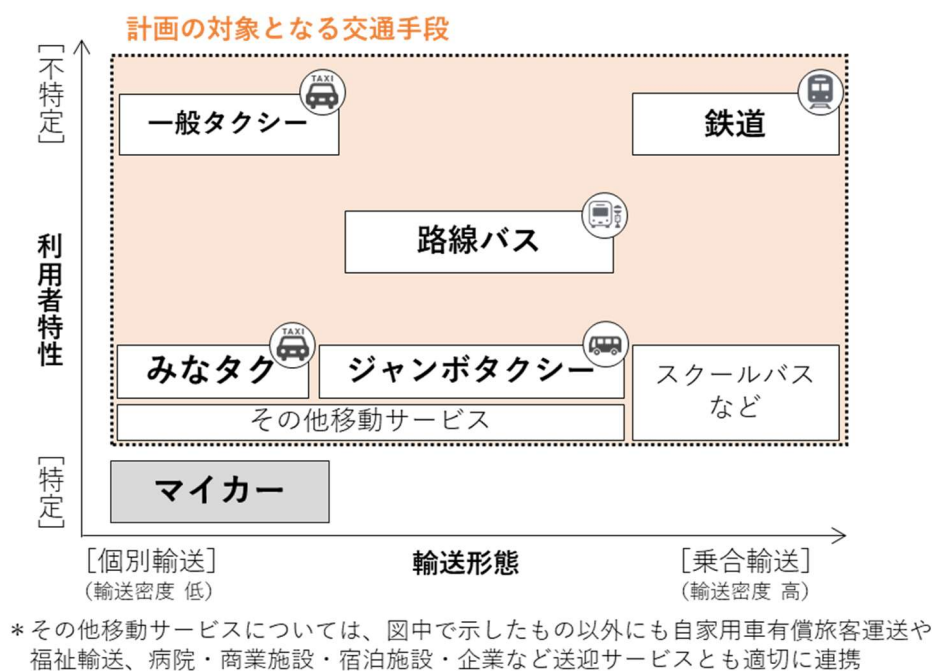 計画の対象となる交通手段
[不特定]
TAXI
一般タクシー
鉄道
路線バス
利用者特性
TAXI
みなタク
ジャンボタクシー
スクールバス
など
その他移動サービス
[特定]
マイカー
[個別輸送]
(輸送密度 低)
輸送形態
[乗合輸送]
(輸送密度 高)
＊その他移動サービスについては、図中で示したもの以外にも自家用車有償旅客運送や
福祉輸送、病院・商業施設・宿泊施設・企業など送迎サービスとも適切に連携